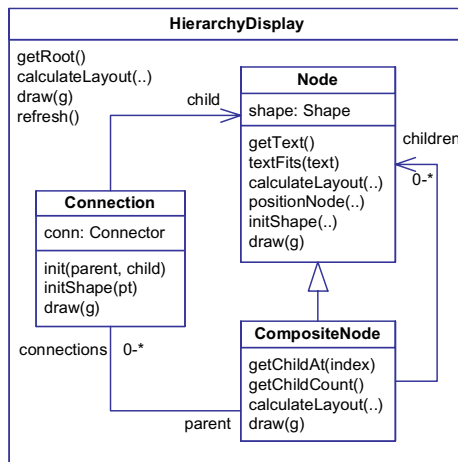 HierarchyDisplay
getRoot()
calculateLayout(..)
draw(g)
refresh()
child
Node
shape: Shape
getText()
textFits(text)
calculateLayout(..)
positionNode(..)
initShape(..)
draw(g)
children
0-*
Connection
conn: Connector
init(parent, child)
initShape(pt)
draw(g)
connections 0-*
CompositeNode
getChildAt(index)
getChildCount()
calculateLayout(..)
draw(g)
parent